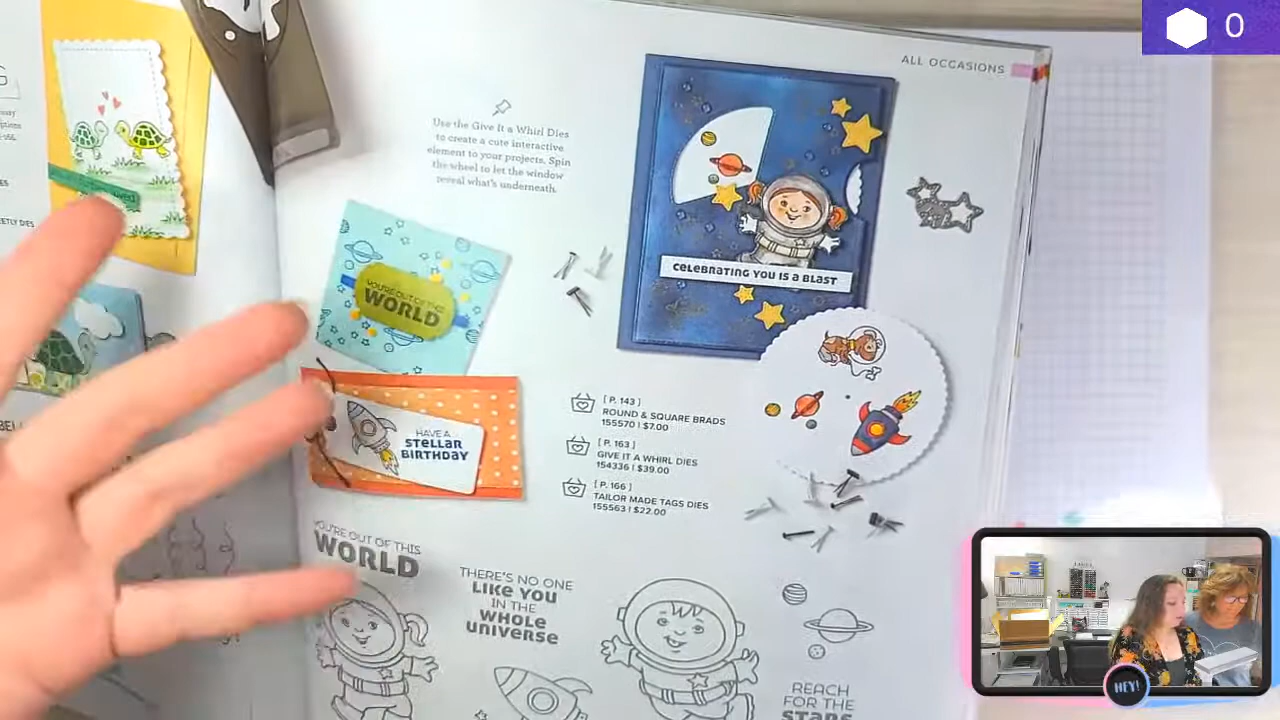 0
ALL OCCASIONS
Use the Give It a Whirl Dies
to create a cute interactive
element to your projects. Spin
the wheel to let the window
reveal what's underneath.
YOU'RE OUT OF THIS
WORLD
CELEBRATING YOU IS A BLAST
HAVE A
STELLAR
BIRTHDAY
[ P. 143 ]
ROUND & SQUARE BRADS
155570 | $7.00
[ P. 163 ]
GIVE IT A WHIRL DIES
154336 | $39.00
[ P. 166 ]
TAILOR MADE TAGS DIES
155563 | $22.00
YOU'RE OUT OF THIS
WORLD
THERE'S NO ONE
LIKE YOU
IN THE
WHOLE
UNIVERSE
REACH
FOR THE
STARS
HEY!